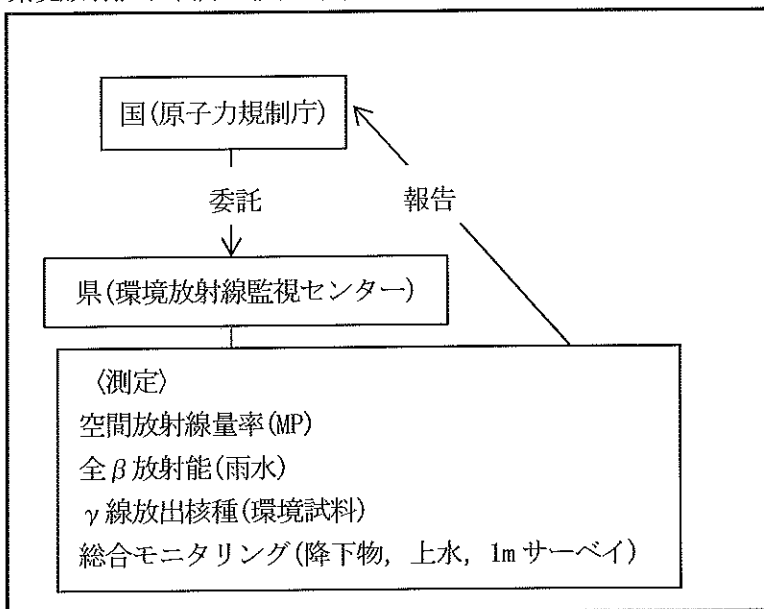 国(原子力規制庁)
委託
報告
県(環境放射線監視センター)
〈測定〉
空間放射線量率(MP)
全β放射能(雨水)
γ線放出核種(環境試料)
総合モニタリング(降下物, 上水, 1mサーベイ)